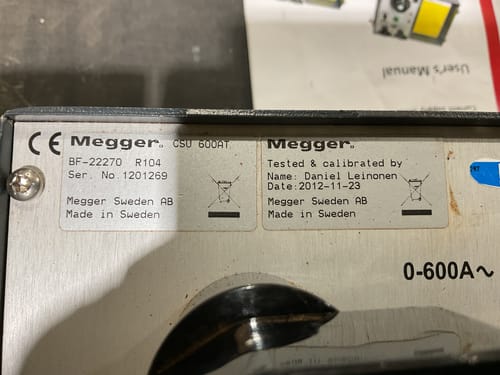 User's Manual
CE Megger. CSU 600AT
BF-22270 R104
Ser. No.1201269
Megger Sweden AB
Made in Sweden
Megger.
Tested & calibrated by
Name: Daniel Leinonen
Date:2012-11-23
Megger Sweden AB
Made in Sweden
0-600A~